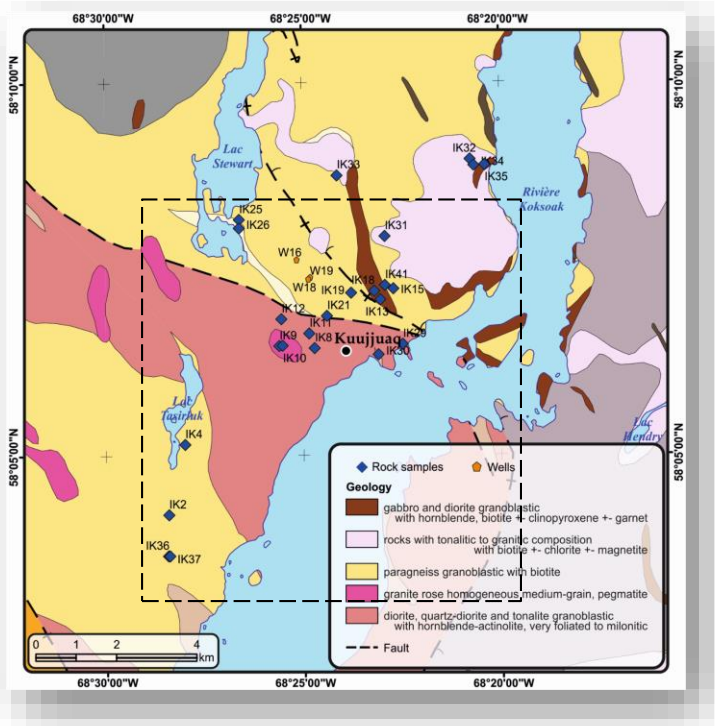 68°30'00"W 68°25'00"W 68°20'00"W
58°10'00"N
58°10'00"N
IK32
IK34
IK33
IK35
Lac
Stewart
Rivière
Koksoak
IK25
IK26
IK31
W16
W19
W18
IK18
IK41
IK19
IK15
IK13
IK12
IK21
IK11
IK29
IK9
IK8
Kuujjuaq
IK30
IK10
Lac
Tasirluk
IK4
Lac
Hendry
58°05'00"N
58°05'00"N
Rock samples
Wells
Geology
gabbro and diorite granoblastic
with hornblende, biotite +- clinopyroxene +- garnet
rocks with tonalitic to granitic composition
with biotite +- chlorite +- magnetite
paragneiss granoblastic with biotite
granite rose homogeneous medium-grain, pegmatite
diorite, quartz-diorite and tonalite granoblastic
with hornblende-actinolite, very foliated to milonitic
Fault
IK2
IK36
IK37
0 1 2 4
km
68°30'00"W 68°25'00"W 68°20'00"W